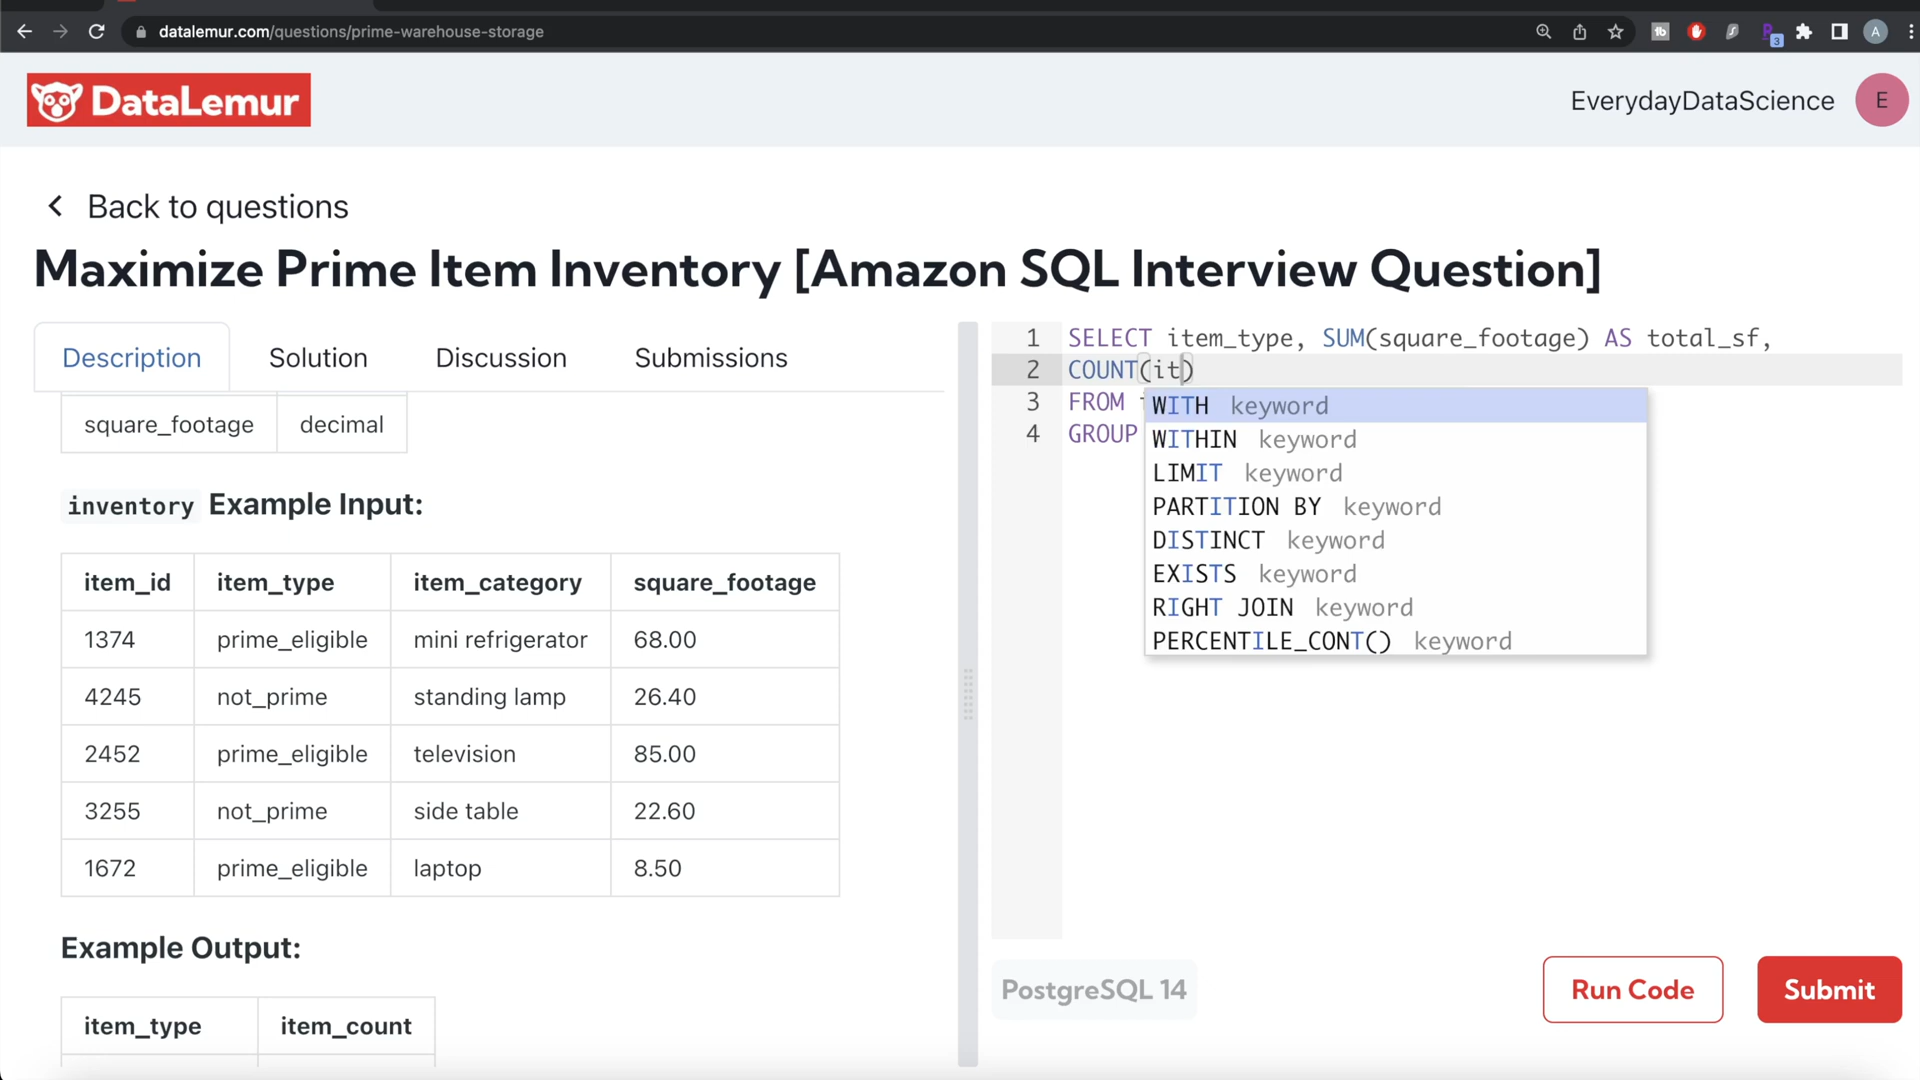 datalemur.com/questions/prime-warehouse-storage
3
A
DataLemur
EverydayDataScience
E
Back to questions
Maximize Prime Item Inventory [Amazon SQL Interview Question]
Description
Solution
Discussion
Submissions
square_footage decimal
inventory Example Input:
item_id item_type item_category square_footage
1374 prime_eligible mini refrigerator 68.00
4245 not_prime standing lamp 26.40
2452 prime_eligible television 85.00
3255 not_prime side table 22.60
1672 prime_eligible laptop 8.50
Example Output:
item_type item_count
1 SELECT item_type, SUM(square_footage) AS total_sf,
2 COUNT(it)
3 FROM
4 GROUP
WITH keyword
WITHIN keyword
LIMIT keyword
PARTITION BY keyword
DISTINCT keyword
EXISTS keyword
RIGHT JOIN keyword
PERCENTILE_CONT() keyword
PostgreSQL 14
Run Code
Submit